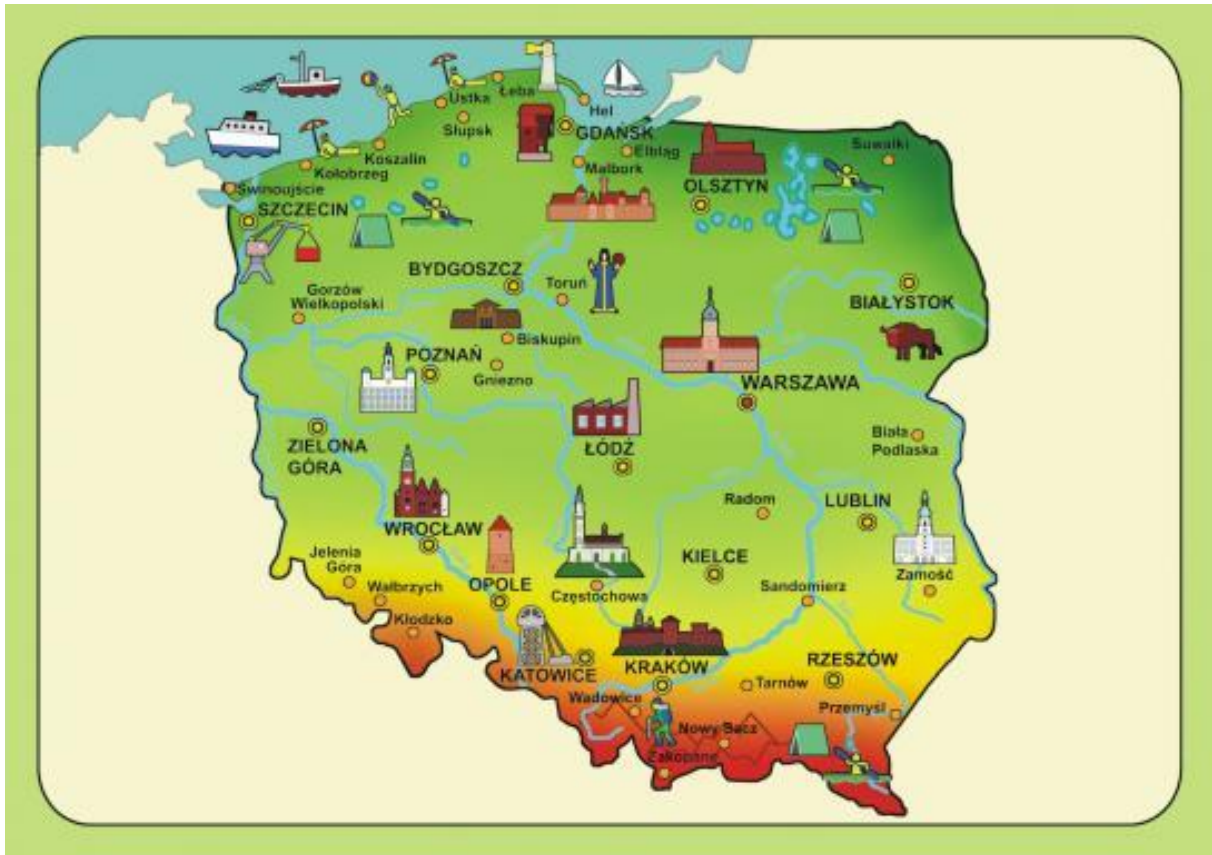 Łeba
Ustka
Hel
Słupsk
GDAŃSK
Elbląg
Suwałki
Koszalin
Kołobrzeg
Malbork
Świnoujście
OLSZTYN
SZCZECIN
BYDGOSZCZ
Toruń
Gorzów
Wielkopolski
BIAŁYSTOK
Biskupin
POZNAŃ
Gniezno
WARSZAWA
Biała
Podlaska
ZIELONA
GÓRA
ŁÓDŹ
Radom
LUBLIN
WROCŁAW
Jelenia
Góra
KIELCE
Zamość
Wałbrzych
OPOLE
Częstochowa
Sandomierz
Kłodzko
KATOWICE
KRAKÓW
RZESZÓW
Tarnów
Wadowice
Przemyśl
Nowy Sącz
Zakopane